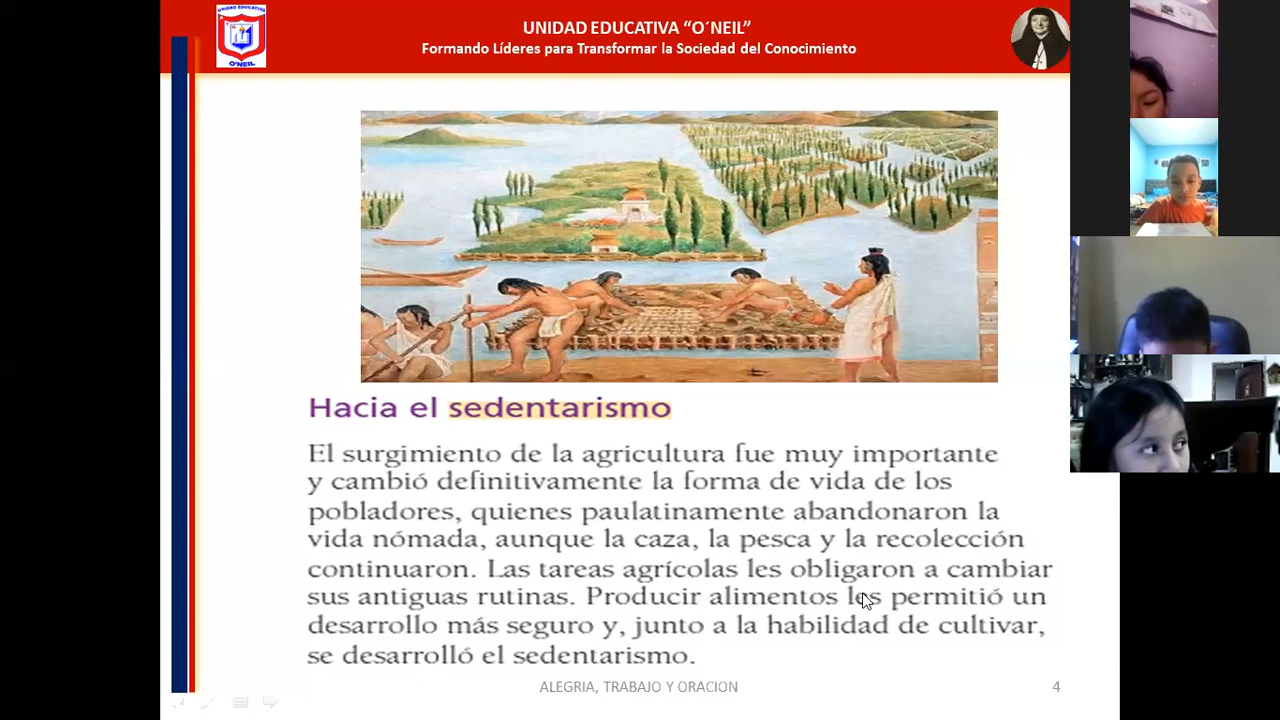 UNIDAD EDUCATIVA “O´NEIL”
Formando Líderes para Transformar la Sociedad del Conocimiento
UNIDAD EDUCATIVA
O'NEIL
Hacia el sedentarismo
El surgimiento de la agricultura fue muy importante
y cambió definitivamente la forma de vida de los
pobladores, quienes paulatinamente abandonaron la
vida nómada, aunque la caza, la pesca y la recolección
continuaron. Las tareas agrícolas les obligaron a cambiar
sus antiguas rutinas. Producir alimentos les permitió un
desarrollo más seguro y, junto a la habilidad de cultivar,
se desarrolló el sedentarismo.
ALEGRIA, TRABAJO Y ORACION
4